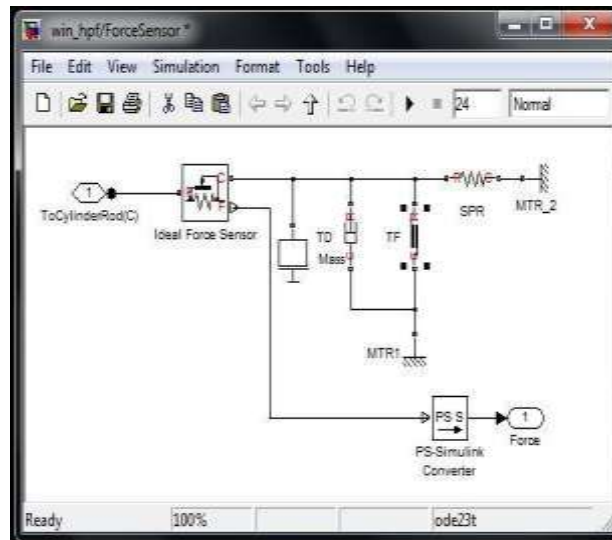 win_hpf/ForceSensor *
File Edit View Simulation Format Tools Help
24 Normal
1
ToCylinderRod(C)
C
F
Ideal Force Sensor
TD
Mass
TF
SPR
MTR_2
MTR1
PS S
PS-Simulink
Converter
1
Force
Ready 100% ode23t